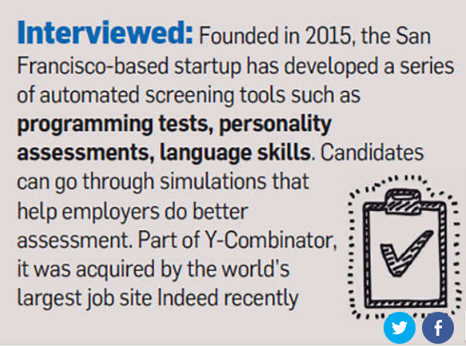 Interviewed: Founded in 2015, the San
Francisco-based startup has developed a series
of automated screening tools such as
programming tests, personality
assessments, language skills. Candidates
can go through simulations that
help employers do better
assessment. Part of Y-Combinator,
it was acquired by the world's
largest job site Indeed recently